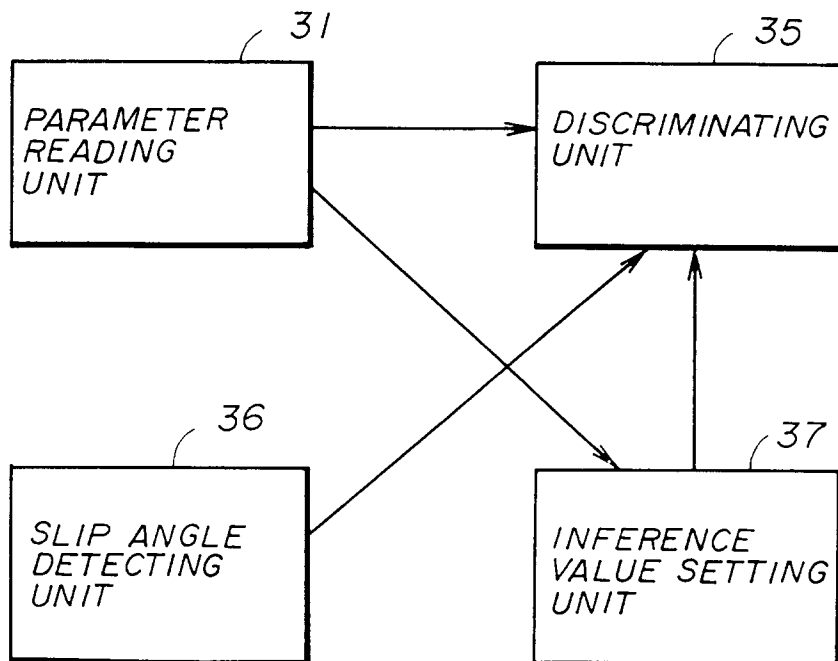 31
PARAMETER
READING
UNIT
35
DISCRIMINATING
UNIT
36
SLIP ANGLE
DETECTING
UNIT
37
INFERENCE
VALUE SETTING
UNIT